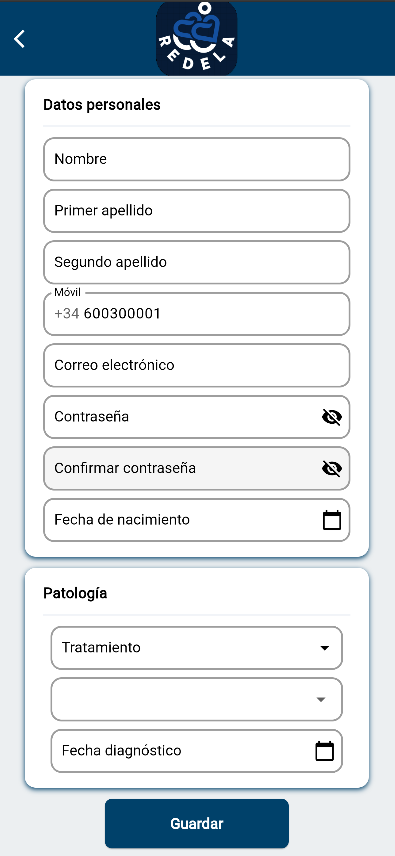 REDELA
Datos personales
Nombre
Primer apellido
Segundo apellido
Móvil
+34 600300001
Correo electrónico
Contraseña
Confirmar contraseña
Fecha de nacimiento
Patología
Tratamiento
Fecha diagnóstico
Guardar